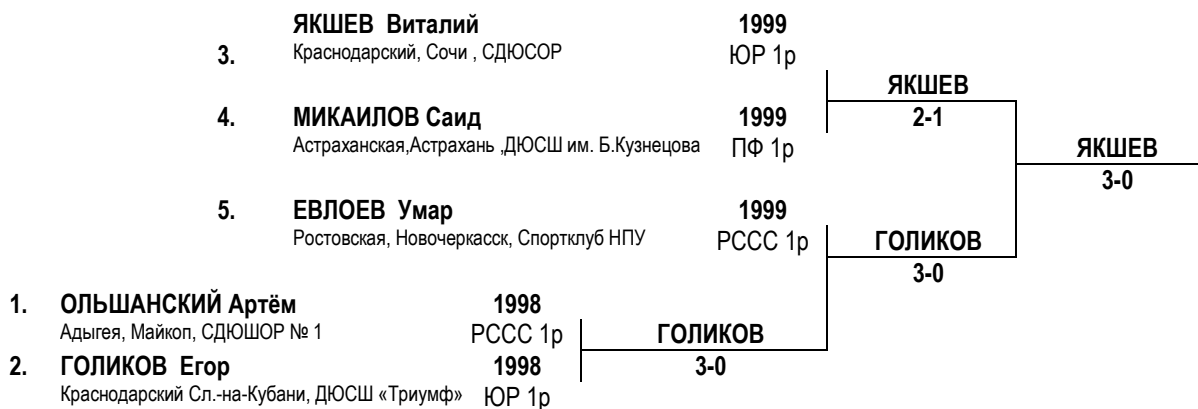 ЯКШЕВ Виталий 1999
3. Краснодарский, Сочи , СДЮСОР ЮР 1р
ЯКШЕВ
4. МИКАИЛОВ Саид 1999 2-1
Астраханская,Астрахань ,ДЮСШ им. Б.Кузнецова ПФ 1р
ЯКШЕВ
3-0
5. ЕВЛОЕВ Умар 1999
Ростовская, Новочеркасск, Спортклуб НПУ РССС 1р
ГОЛИКОВ
3-0
1. ОЛЬШАНСКИЙ Артём 1998
Адыгея, Майкоп, СДЮШОР № 1 РССС 1р
ГОЛИКОВ
2. ГОЛИКОВ Егор 1998 3-0
Краснодарский Сл.-на-Кубани, ДЮСШ «Триумф» ЮР 1р